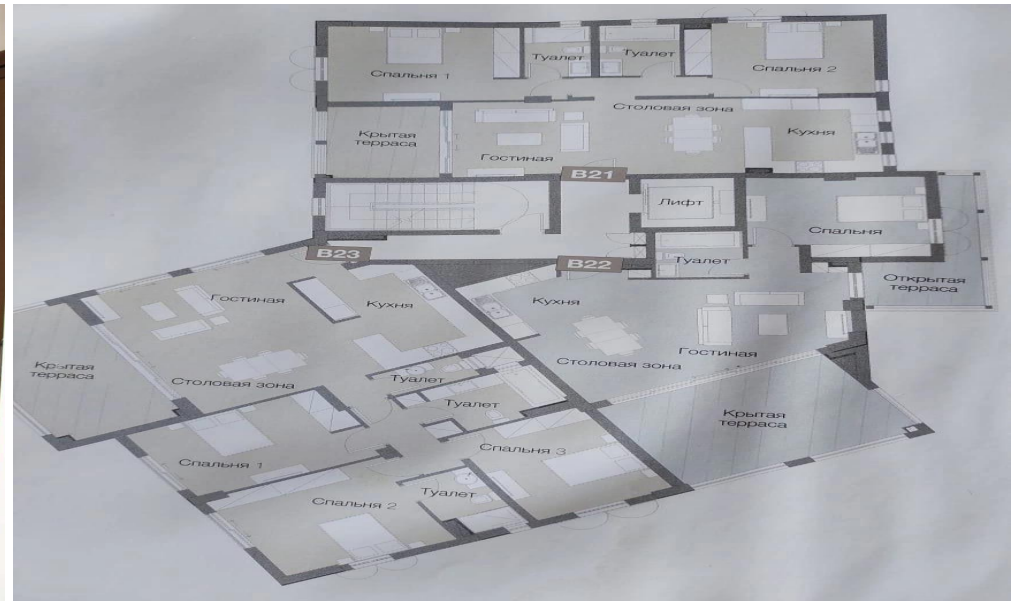 Спальня 1
Туалет
Туалет
Спальня 2
Крытая
терраса
Гостиная
Столовая зона
Кухня
B21
Лифт
Спальня
Открытая
терраса
B23
B22
Туалет
Кухня
Столовая зона
Гостиная
Крытая
терраса
Гостиная
Кухня
Столовая зона
Крытая
терраса
Туалет
Туалет
Спальня 1
Спальня 3
Спальня 2
Туалет